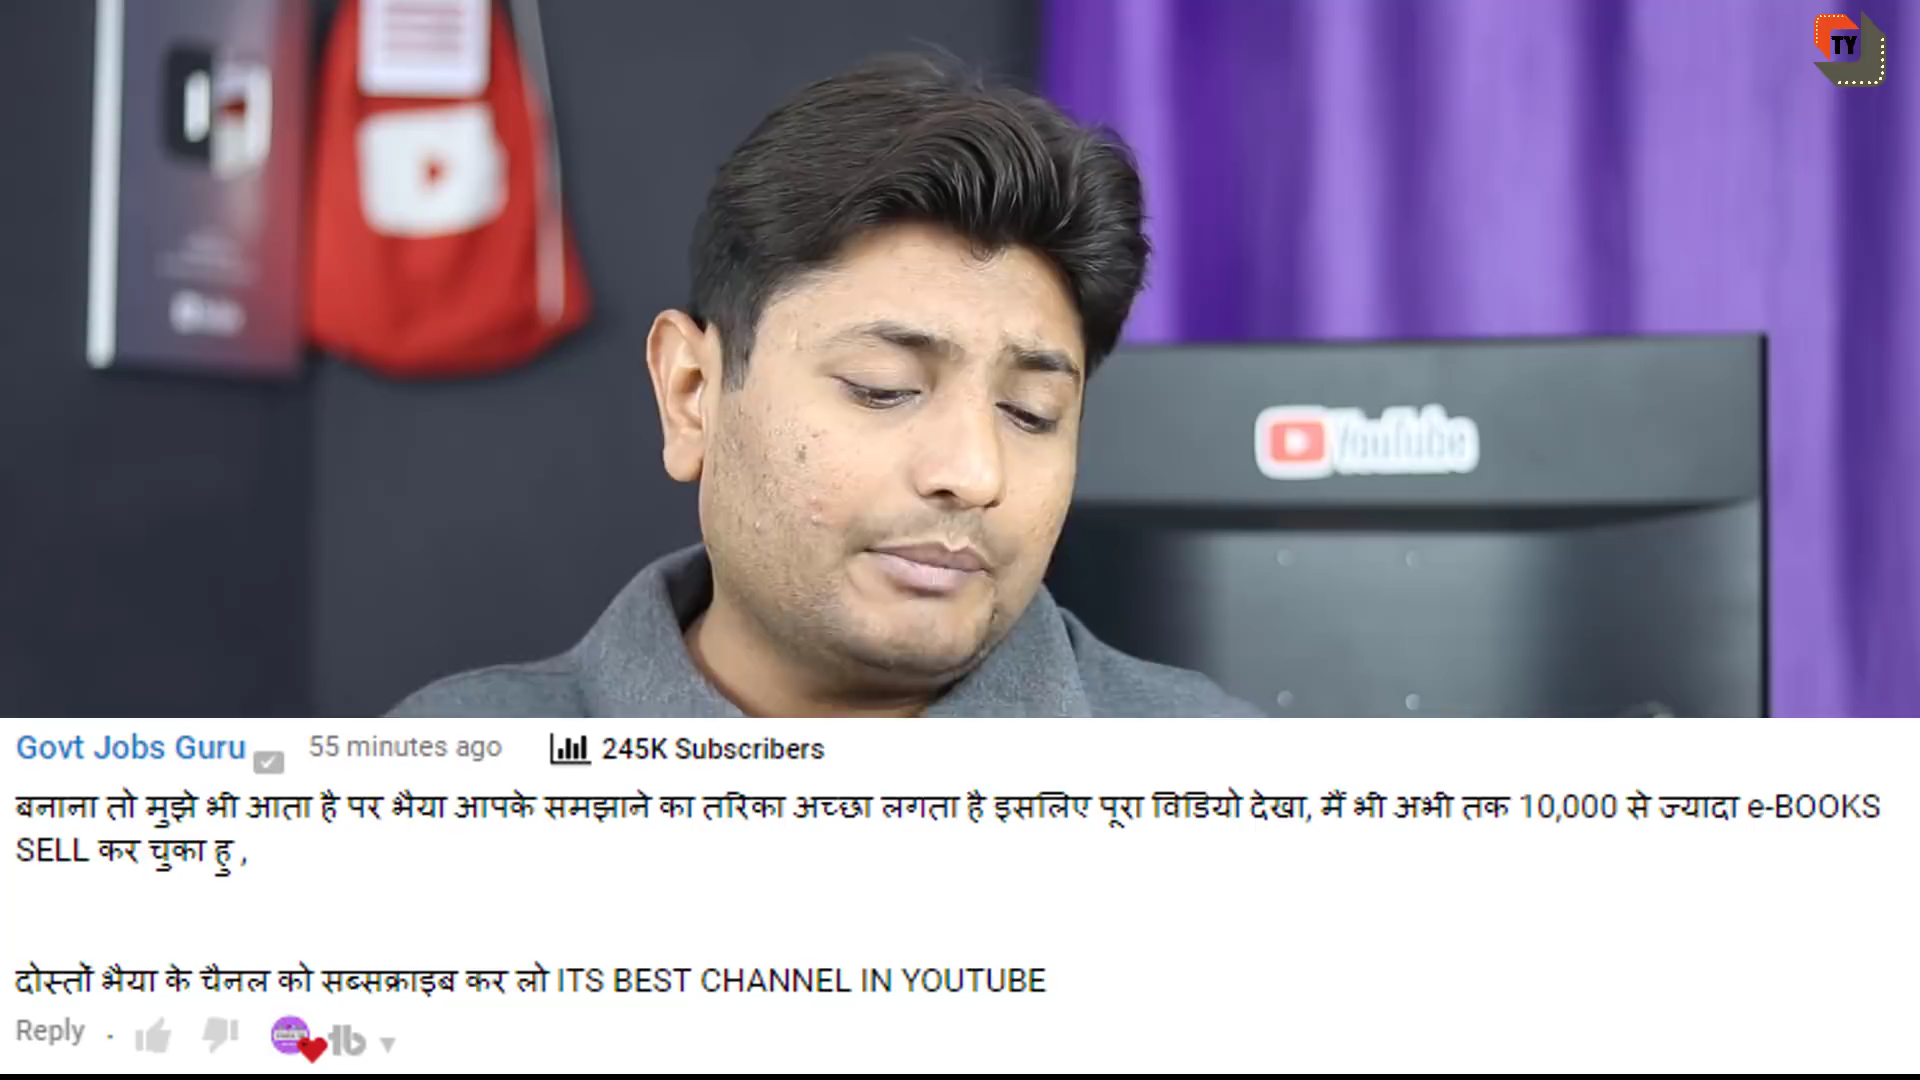 TY
YouTube
Govt Jobs Guru 55 minutes ago 245K Subscribers
बनाना तो मुझे भी आता है पर भैया आपके समझाने का तरिका अच्छा लगता है इसलिए पूरा विडियो देखा, मैं भी अभी तक 10,000 से ज्यादा e-BOOKS
SELL कर चुका हु ,
दोस्तों भैया के चैनल को सब्सक्राइब कर लो ITS BEST CHANNEL IN YOUTUBE
Reply